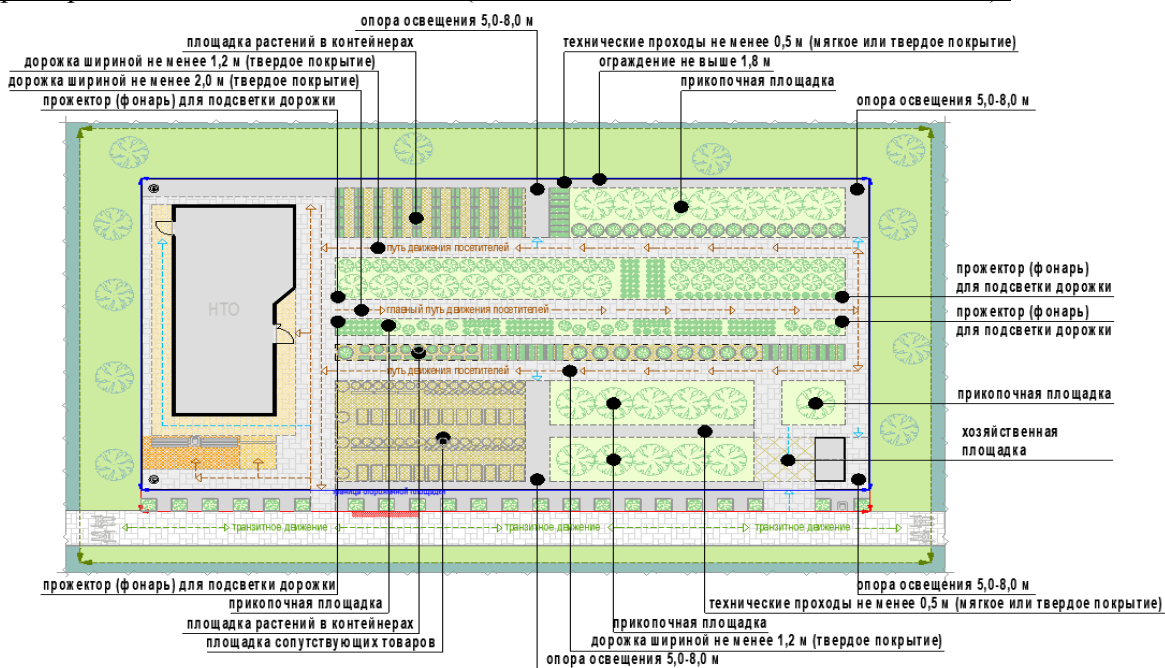 опора освещения 5,0-8,0 м
площадка растений в контейнерах
технические проходы не менее 0,5 м (мягкое или твердое покрытие)
дорожка шириной не менее 1,2 м (твердое покрытие)
ограждение не выше 1,8 м
дорожка шириной не менее 2,0 м (твердое покрытие)
прикопочная площадка
прожектор (фонарь) для подсветки дорожки
опора освещения 5,0-8,0 м
путь движения посетителей
прожектор (фонарь)
для подсветки дорожки
НТО
главный путь движения посетителей
прожектор (фонарь)
для подсветки дорожки
путь движения посетителей
прикопочная площадка
хозяйственная
площадка
граница огороженной площадки
транзитное движение
транзитное движение
транзитное движение
прожектор (фонарь) для подсветки дорожки
опора освещения 5,0-8,0 м
прикопочная площадка
технические проходы не менее 0,5 м (мягкое или твердое покрытие)
площадка растений в контейнерах
прикопочная площадка
площадка сопутствующих товаров
дорожка шириной не менее 1,2 м (твердое покрытие)
опора освещения 5,0-8,0 м